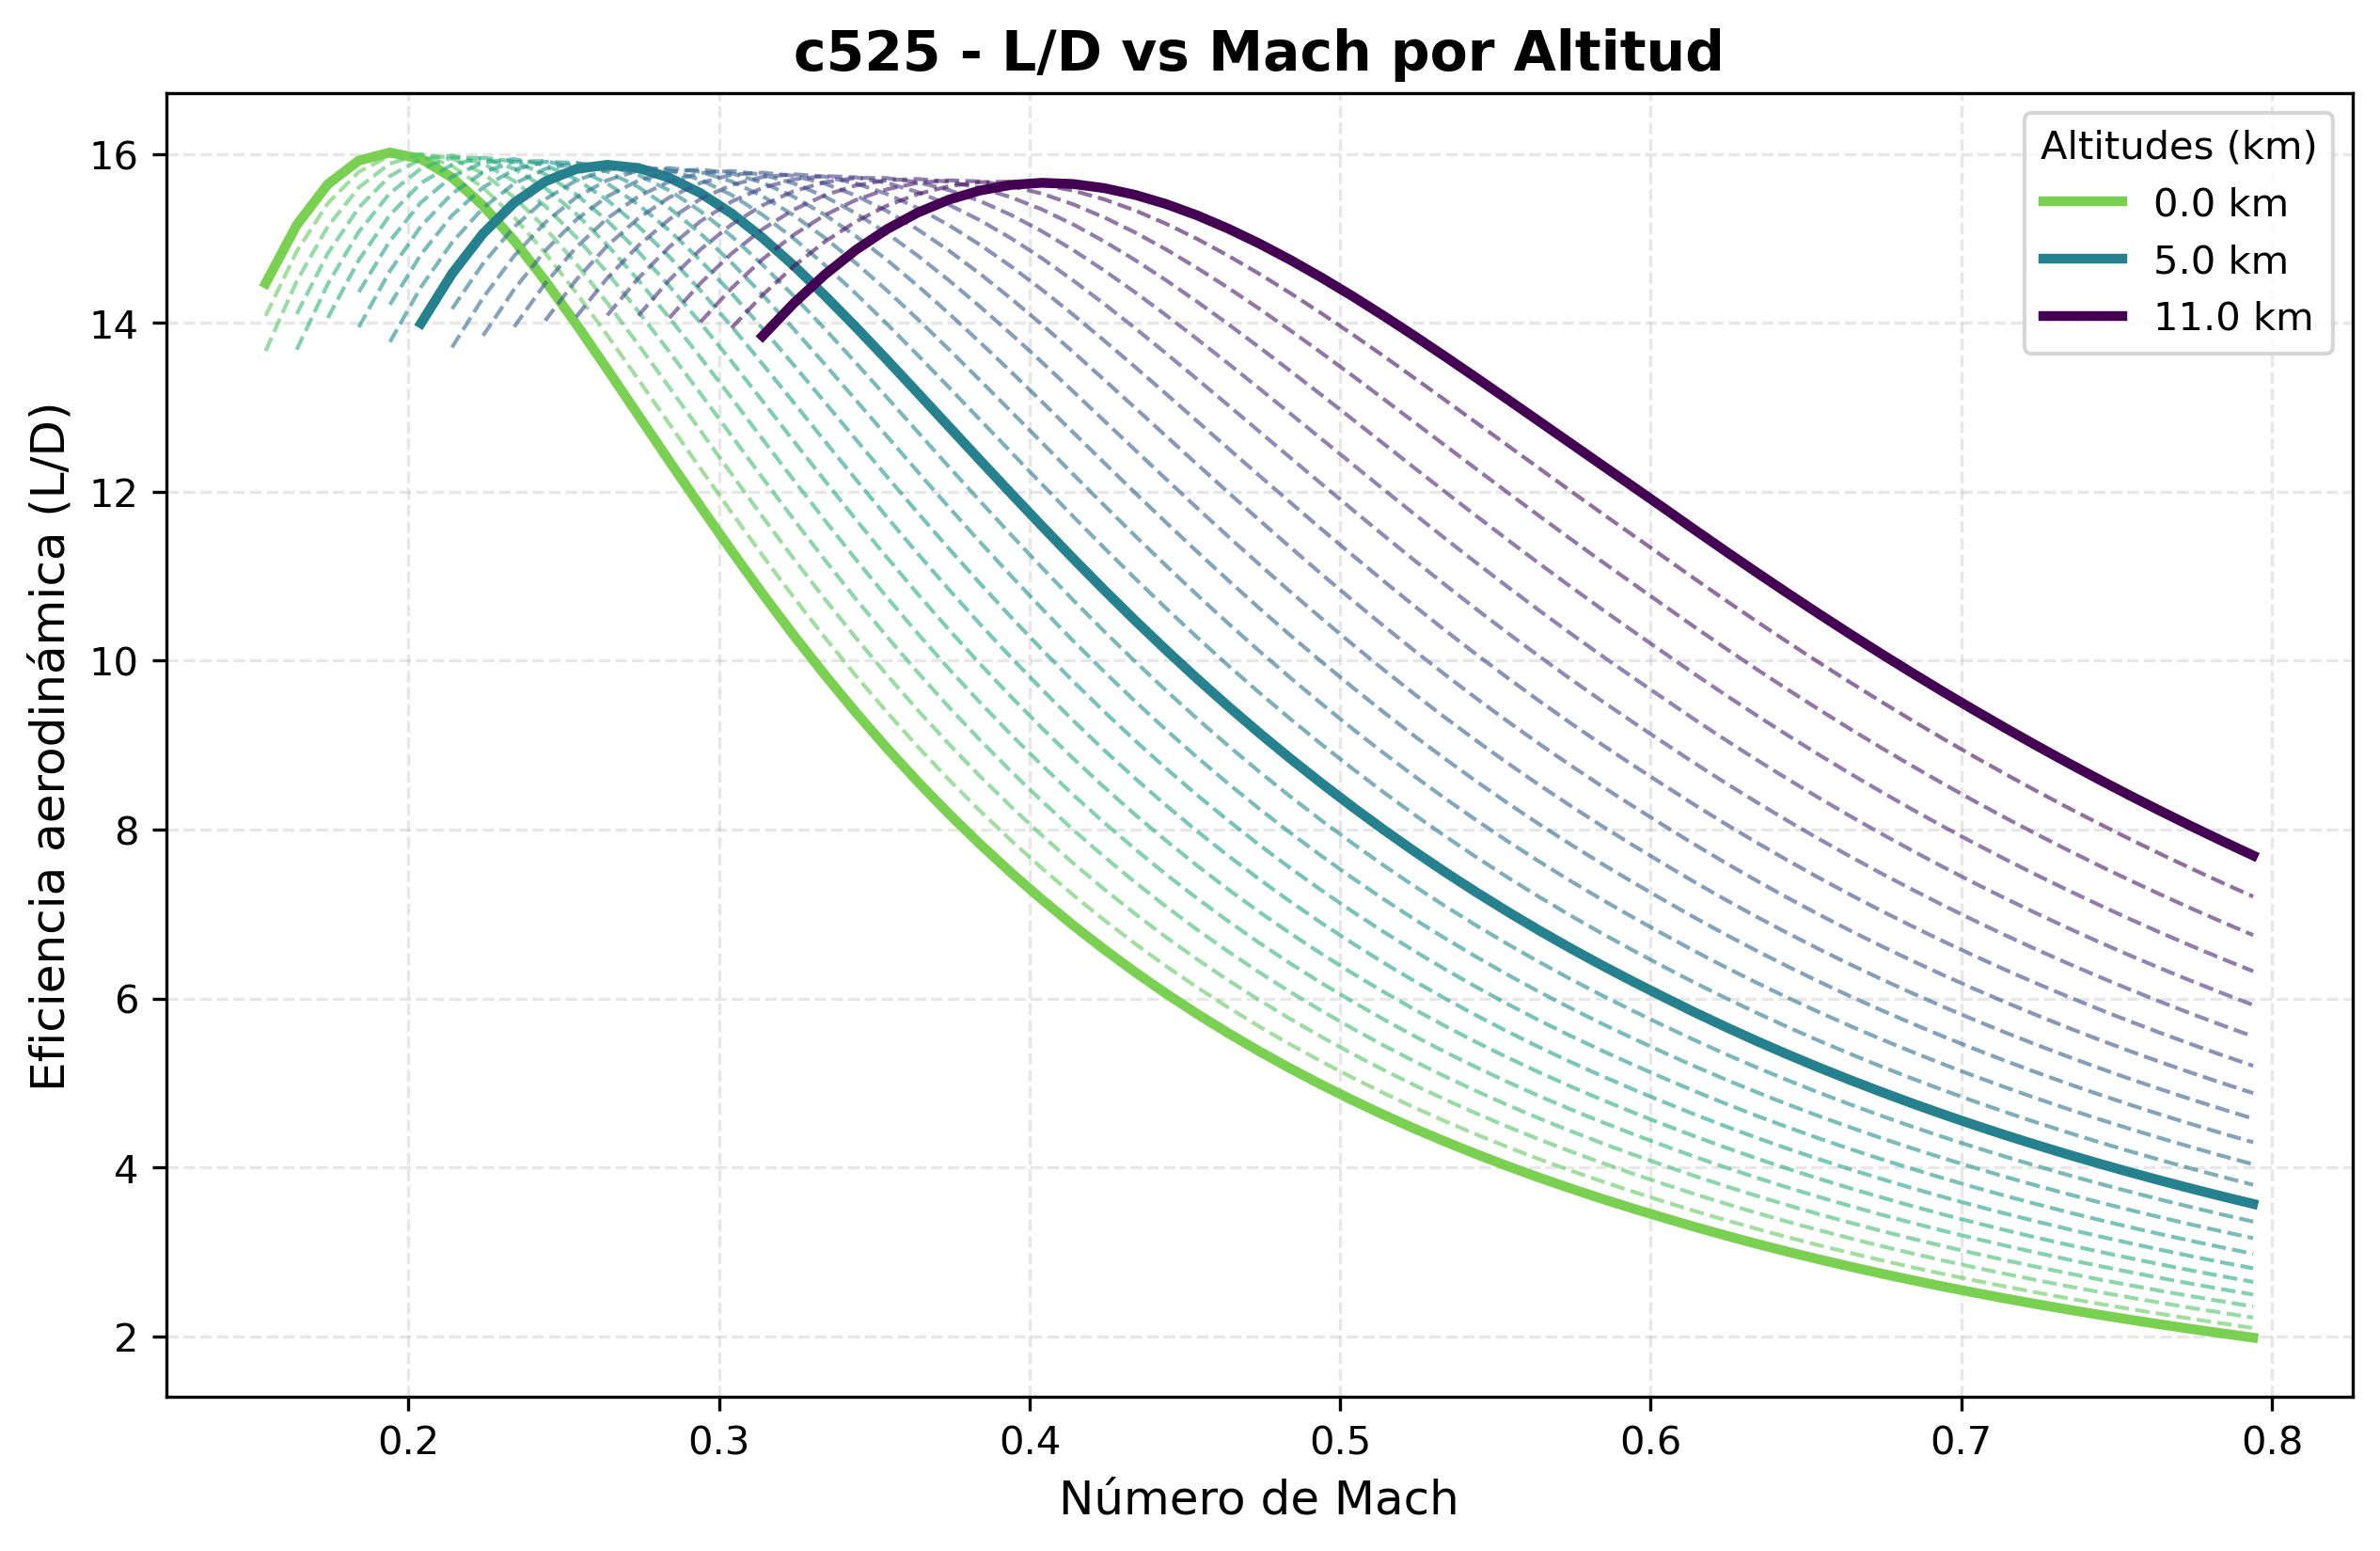 c525 - L/D vs Mach por Altitud
Eficiencia aerodinámica (L/D)
16
14
12
10
8
6
4
2
Altitudes (km)
0.0 km
5.0 km
11.0 km
0.2
0.3
0.4
0.5
0.6
0.7
0.8
Número de Mach